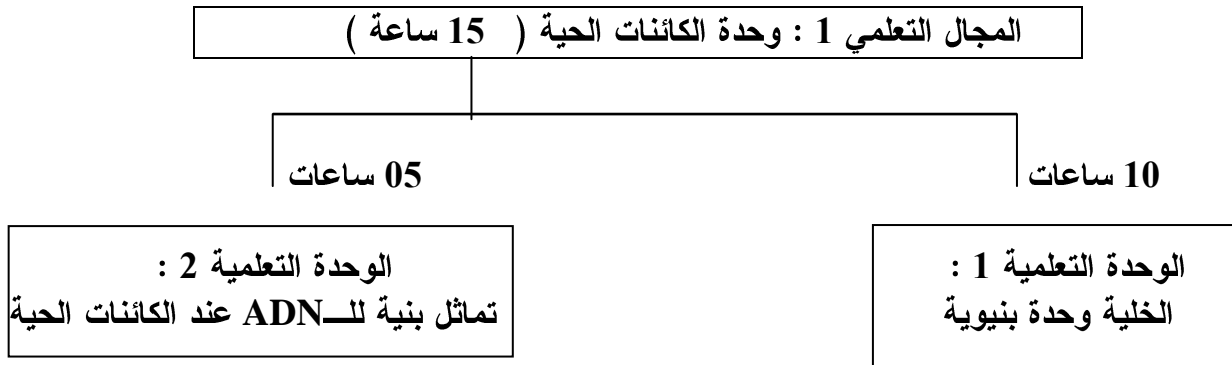 المجال التعلمي 1 : وحدة الكائنات الحية ( 15 ساعة )
10 ساعات
05 ساعات
الوحدة التعلمية 1 :
الخلية وحدة بنيوية
الوحدة التعلمية 2 :
تماثل بنية للــADN عند الكائنات الحية